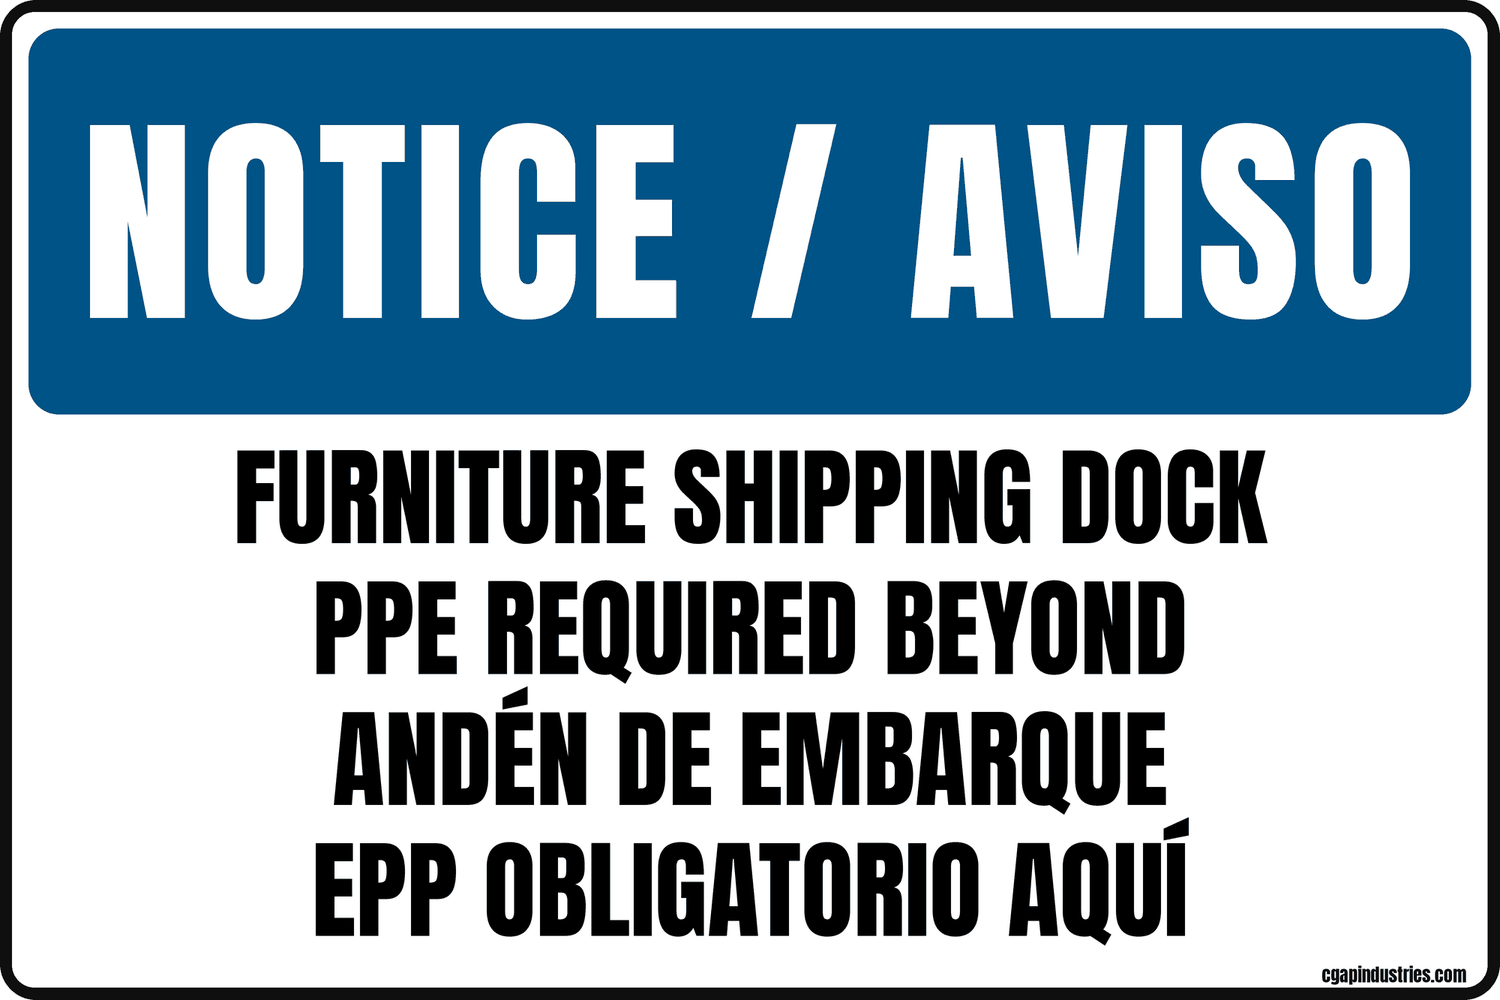 NOTICE / AVISO
FURNITURE SHIPPING DOCK
PPE REQUIRED BEYOND
ANDÉN DE EMBARQUE
EPP OBLIGATORIO AQUÍ
cgapindustries.com